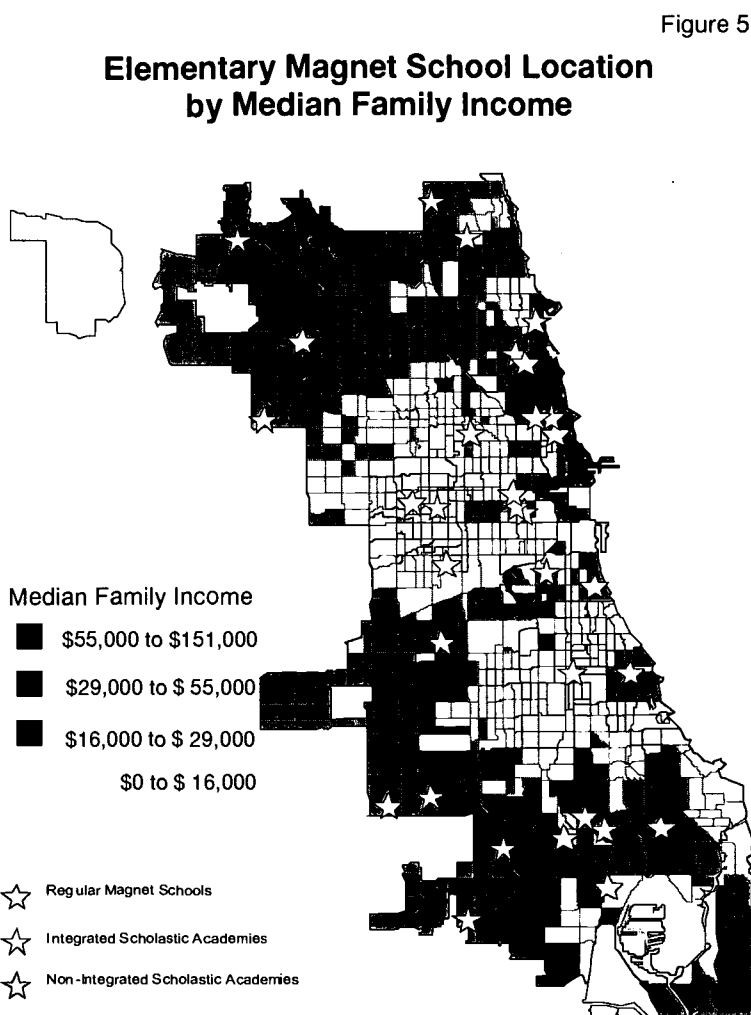 Figure 5
Elementary Magnet School Location
by Median Family Income
Median Family Income
$55,000 to $151,000
$29,000 to $ 55,000
$16,000 to $ 29,000
$0 to $ 16,000
Regular Magnet Schools
Integrated Scholastic Academies
Non-Integrated Scholastic Academies